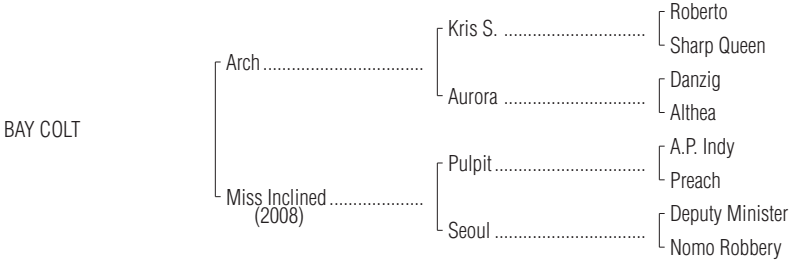 Roberto
Kris S. ..............................
Sharp Queen
Arch ..................................
Danzig
Aurora ..............................
Althea
BAY COLT
A.P. Indy
Pulpit ................................
Preach
Miss Inclined ....................
(2008)
Deputy Minister
Seoul ................................
Nomo Robbery